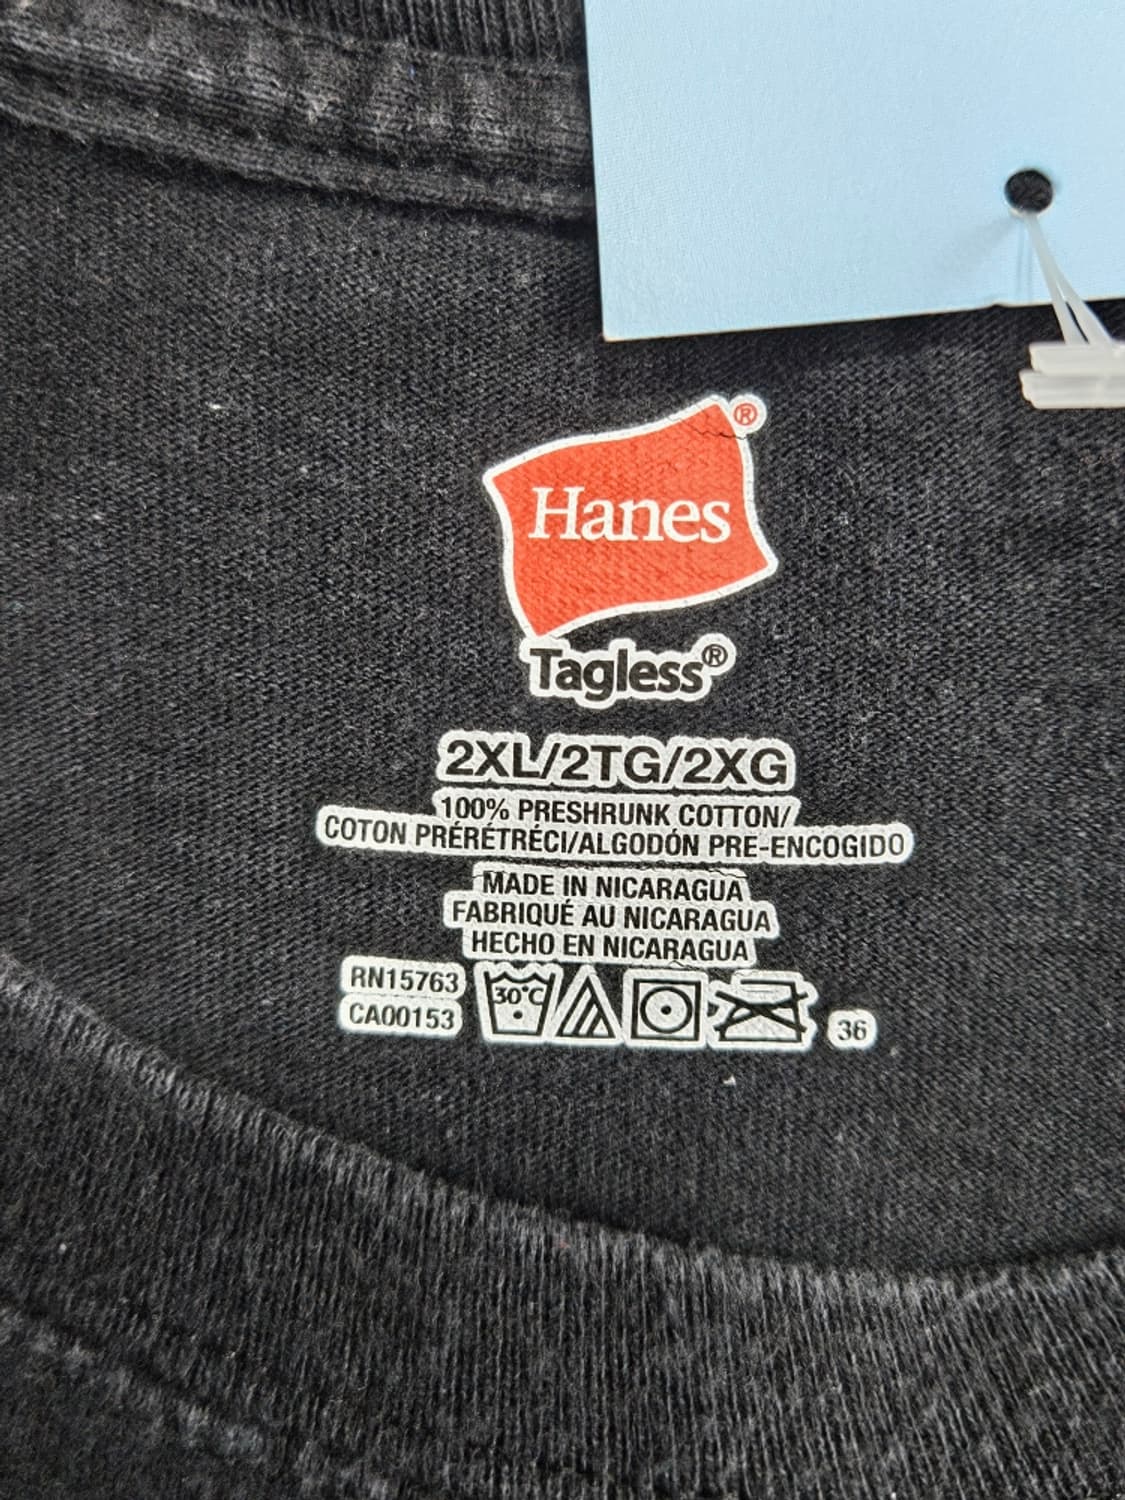 Hanes®
Tagless®
2XL/2TG/2XG
100% PRESHRUNK COTTON/
COTON PRÉRÉTRÉCI/ALGODÓN PRE-ENCOGIDO
MADE IN NICARAGUA
FABRIQUÉ AU NICARAGUA
HECHO EN NICARAGUA
RN15763
CA00153
30°C
36